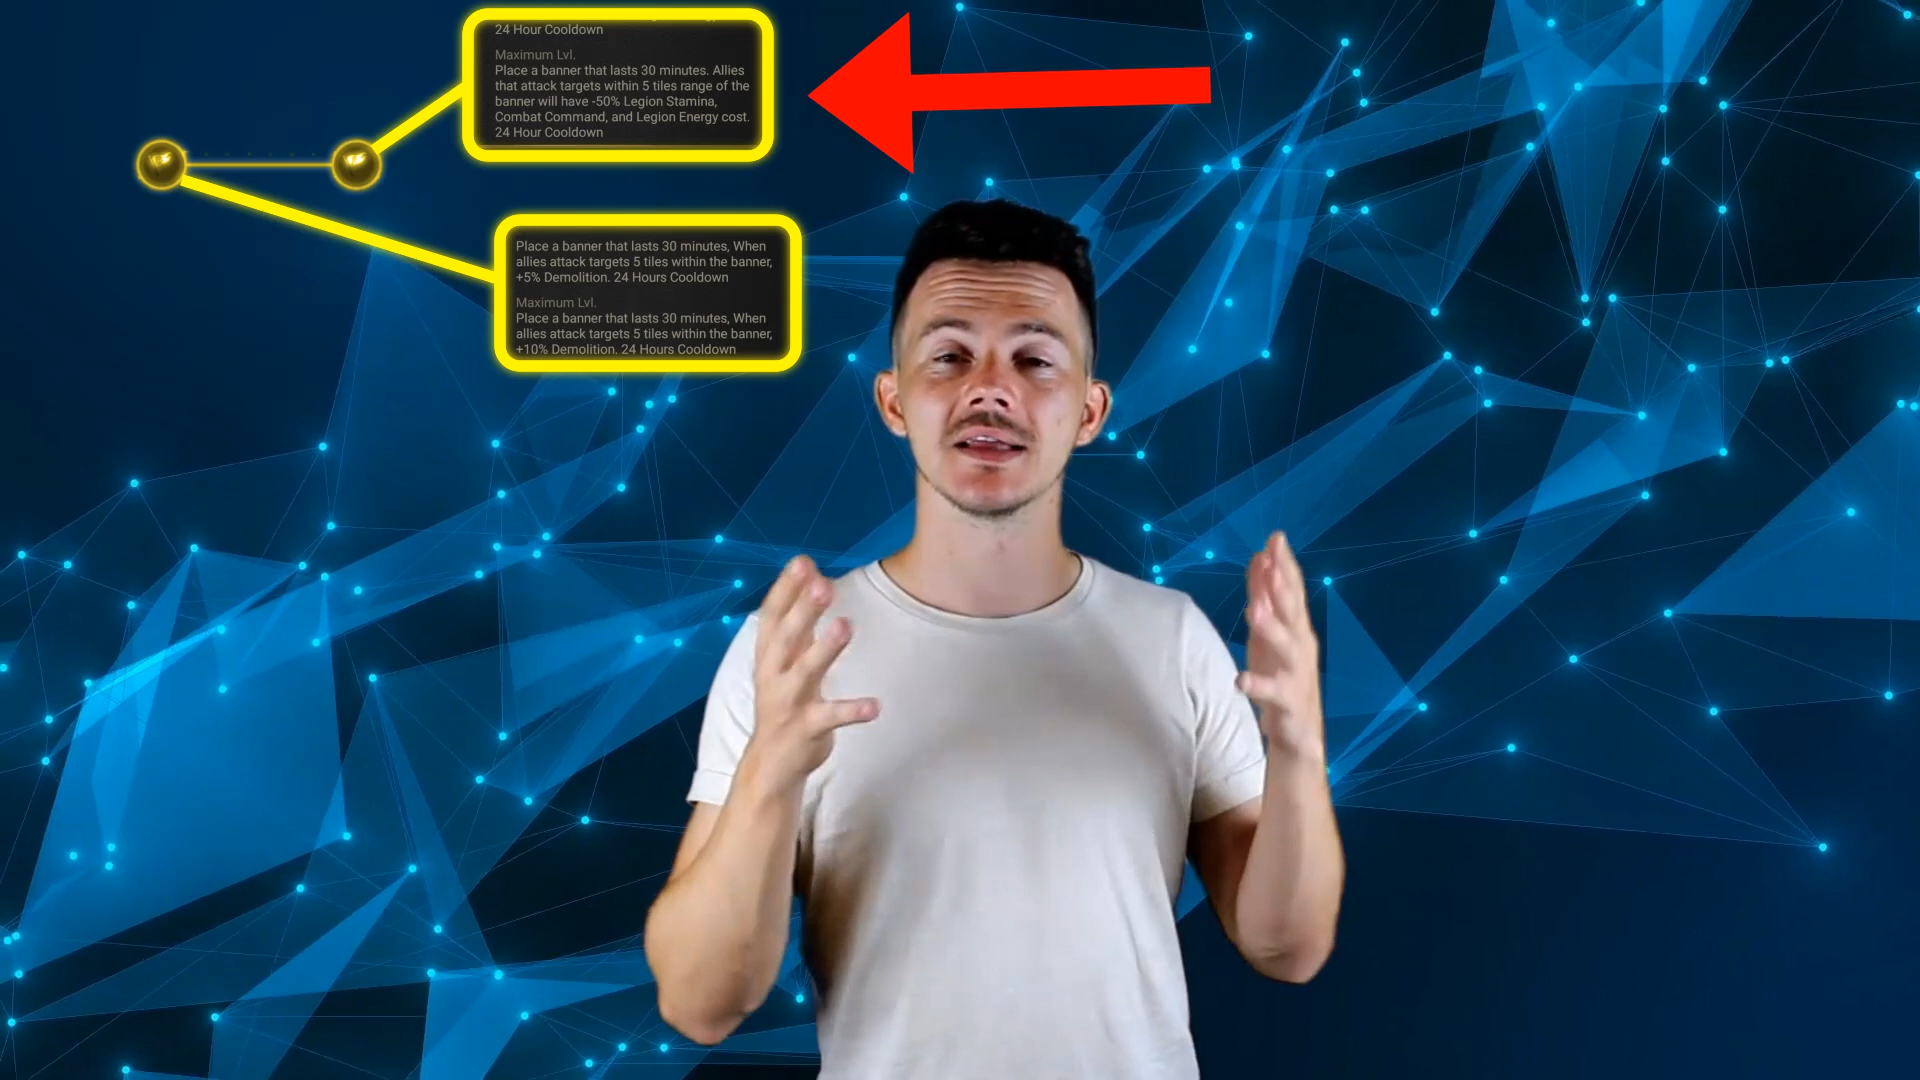 24 Hour Cooldown
Maximum Lvl.
Place a banner that lasts 30 minutes. Allies
that attack targets within 5 tiles range of the
banner will have -50% Legion Stamina,
Combat Command, and Legion Energy cost.
24 Hour Cooldown
Place a banner that lasts 30 minutes, When
allies attack targets 5 tiles within the banner,
+5% Demolition. 24 Hours Cooldown
Maximum Lvl.
Place a banner that lasts 30 minutes, When
allies attack targets 5 tiles within the banner,
+10% Demolition. 24 Hours Cooldown